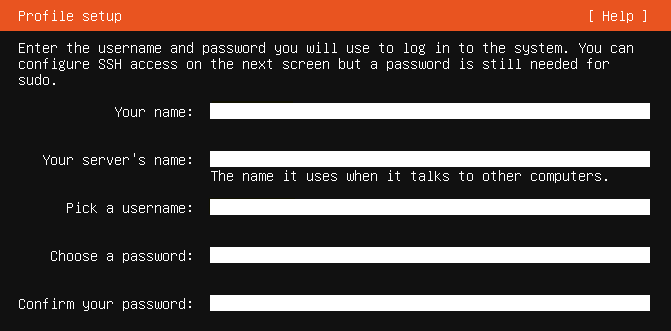 Profile setup [ Help ]
Enter the username and password you will use to log in to the system. You can
configure SSH access on the next screen but a password is still needed for
sudo.
Your name:
Your server's name:
The name it uses when it talks to other computers.
Pick a username:
Choose a password:
Confirm your password: